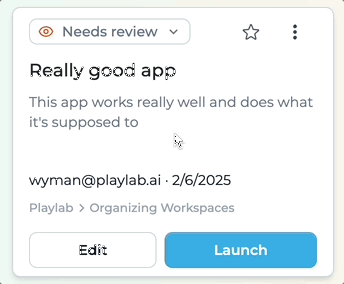 Needs review
Really good app
This app works really well and does what
it's supposed to
wyman@playlab.ai · 2/6/2025
Playlab > Organizing Workspaces
Edit
Launch